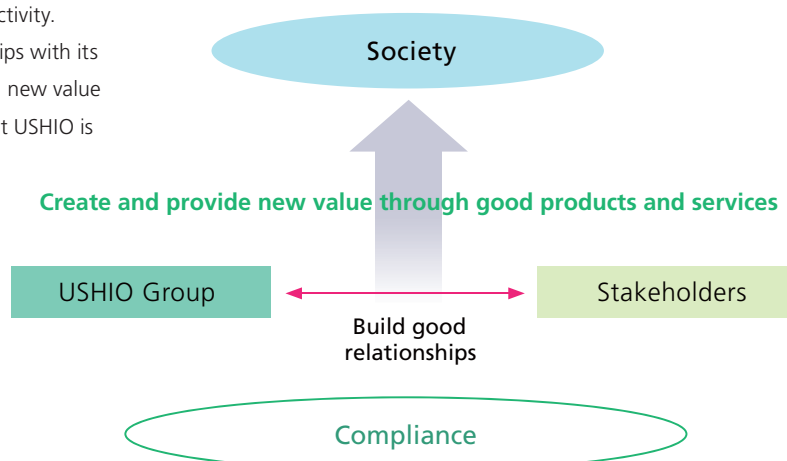 ctivity.
ips with its
new value
t USHIO is
Society
Create and provide new value through good products and services
USHIO Group
Stakeholders
Build good
relationships
Compliance